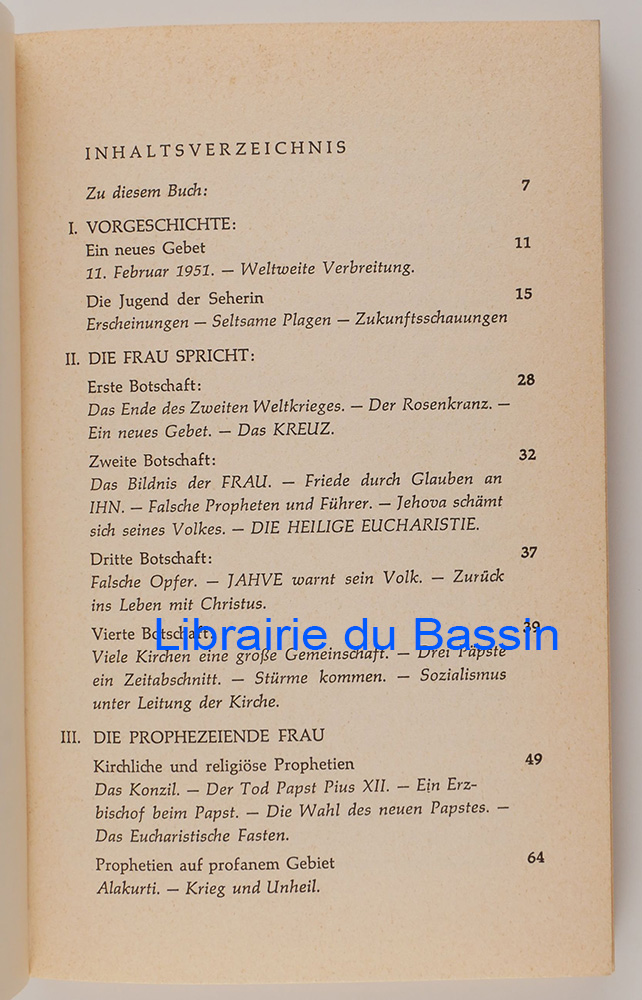 INHALTSVERZEICHNIS
Zu diesem Buch: 7
I. VORGESCHICHTE:
Ein neues Gebet 11
11. Februar 1951. — Weltweite Verbreitung.
Die Jugend der Seherin 15
Erscheinungen — Seltsame Plagen — Zukunftsschauungen
II. DIE FRAU SPRICHT:
Erste Botschaft: 28
Das Ende des Zweiten Weltkrieges. — Der Rosenkranz. —
Ein neues Gebet. — Das KREUZ.
Zweite Botschaft: 32
Das Bildnis der FRAU. — Friede durch Glauben an
IHN. — Falsche Propheten und Führer. — Jehova schämt
sich seines Volkes. — DIE HEILIGE EUCHARISTIE.
Dritte Botschaft: 37
Falsche Opfer. — JAHVE warnt sein Volk. — Zurück
ins Leben mit Christus.
Vierte Botschaft: 39
Librairie du Bassin
Viele Kirchen eine große Gemeinschaft. — Drei Päpste
ein Zeitabschnitt. — Stürme kommen. — Sozialismus
unter Leitung der Kirche.
III. DIE PROPHEZEIENDE FRAU
Kirchliche und religiöse Prophetien 49
Das Konzil. — Der Tod Papst Pius XII. — Ein Erz-
bischof beim Papst. — Die Wahl des neuen Papstes. —
Das Eucharistische Fasten.
Prophetien auf profanem Gebiet 64
Alakurti. — Krieg und Unheil.